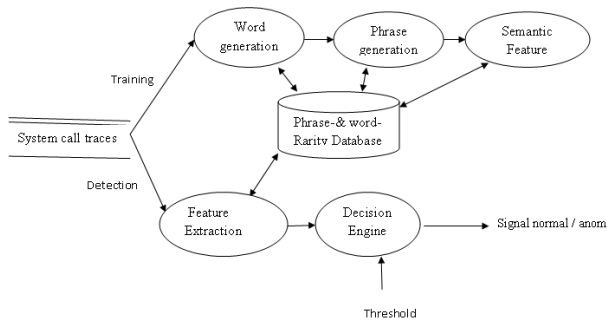 Word
generation
Phrase
generation
Semantic
Feature
Training
Phrase-& word-
Rarity Database
System call traces
Detection
Feature
Extraction
Decision
Engine
Signal normal / anom
Threshold